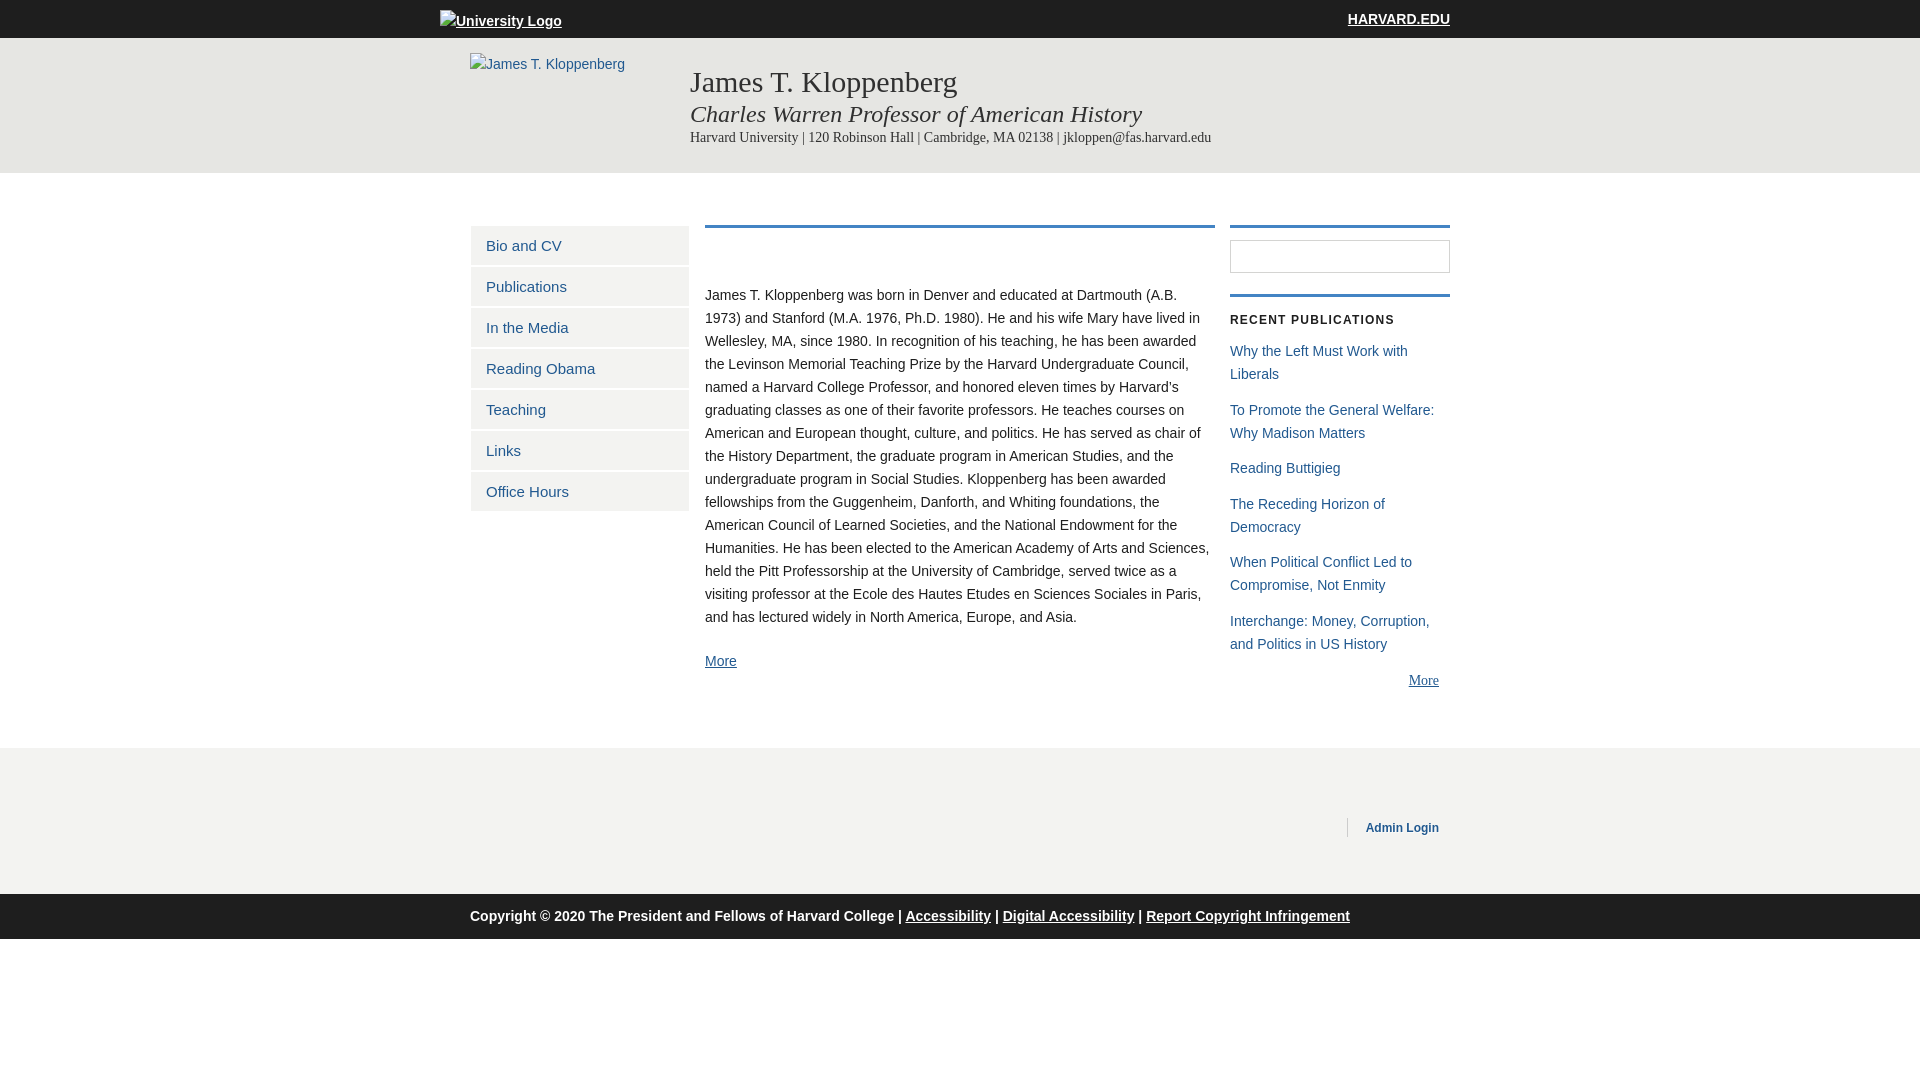 University Logo
HARVARD.EDU
James T. Kloppenberg
James T. Kloppenberg
Charles Warren Professor of American History
Harvard University | 120 Robinson Hall | Cambridge, MA 02138 | jkloppen@fas.harvard.edu
Bio and CV
Publications
In the Media
Reading Obama
Teaching
Links
Office Hours
James T. Kloppenberg was born in Denver and educated at Dartmouth (A.B.
1973) and Stanford (M.A. 1976, Ph.D. 1980). He and his wife Mary have lived in
Wellesley, MA, since 1980. In recognition of his teaching, he has been awarded
the Levinson Memorial Teaching Prize by the Harvard Undergraduate Council,
named a Harvard College Professor, and honored eleven times by Harvard’s
graduating classes as one of their favorite professors. He teaches courses on
American and European thought, culture, and politics. He has served as chair of
the History Department, the graduate program in American Studies, and the
undergraduate program in Social Studies. Kloppenberg has been awarded
fellowships from the Guggenheim, Danforth, and Whiting foundations, the
American Council of Learned Societies, and the National Endowment for the
Humanities. He has been elected to the American Academy of Arts and Sciences,
held the Pitt Professorship at the University of Cambridge, served twice as a
visiting professor at the Ecole des Hautes Etudes en Sciences Sociales in Paris,
and has lectured widely in North America, Europe, and Asia.
More
RECENT PUBLICATIONS
Why the Left Must Work with
Liberals
To Promote the General Welfare:
Why Madison Matters
Reading Buttigieg
The Receding Horizon of
Democracy
When Political Conflict Led to
Compromise, Not Enmity
Interchange: Money, Corruption,
and Politics in US History
More
Admin Login
Copyright © 2020 The President and Fellows of Harvard College | Accessibility | Digital Accessibility | Report Copyright Infringement